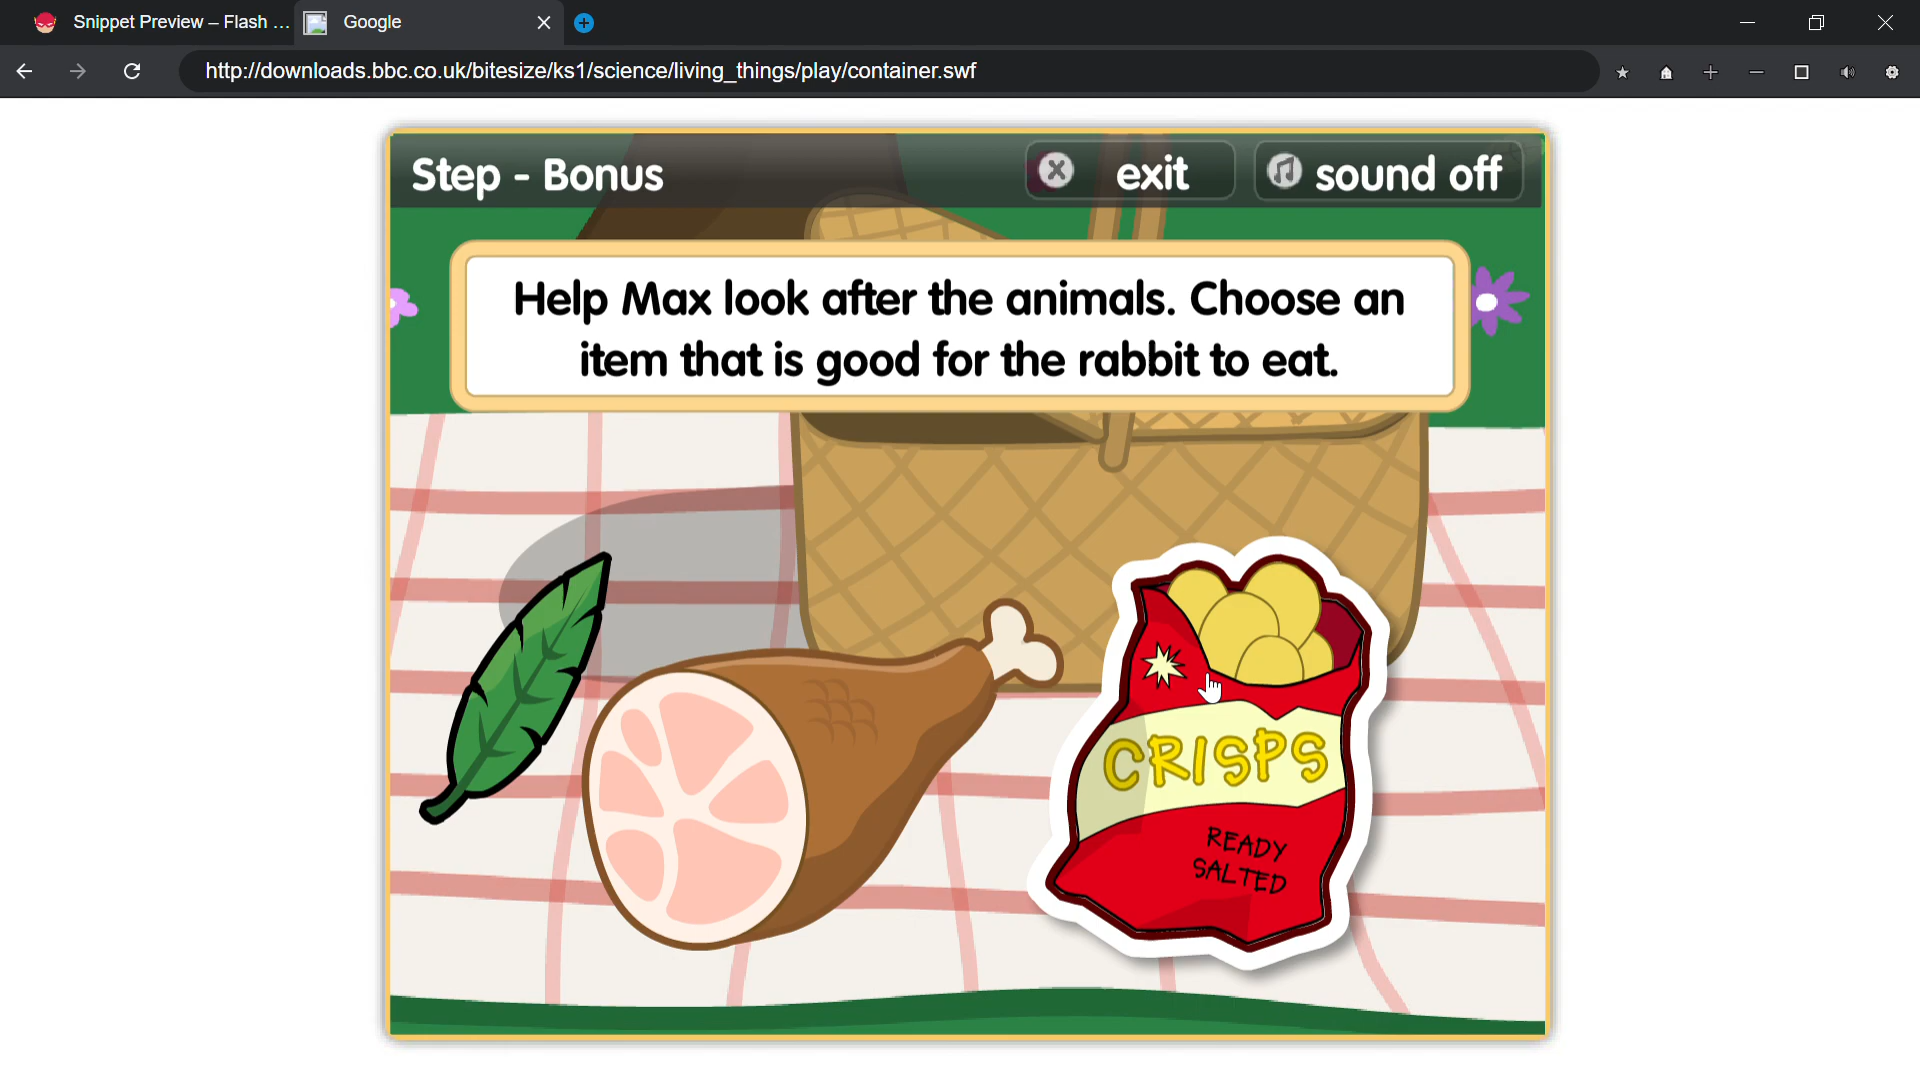 Snippet Preview – Flash ...
Google
http://downloads.bbc.co.uk/bitesize/ks1/science/living_things/play/container.swf
Step - Bonus
exit
sound off
Help Max look after the animals. Choose an
item that is good for the rabbit to eat.
CRISPS
READY
SALTED